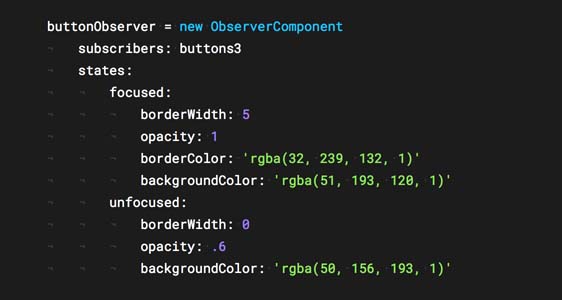 buttonObserver = new ObserverComponent
    subscribers: buttons3
    states:
        focused:
            borderWidth: 5
            opacity: 1
            borderColor: 'rgba(32, 239, 132, 1)'
            backgroundColor: 'rgba(51, 193, 120, 1)'
        unfocused:
            borderWidth: 0
            opacity: .6
            backgroundColor: 'rgba(50, 156, 193, 1)'